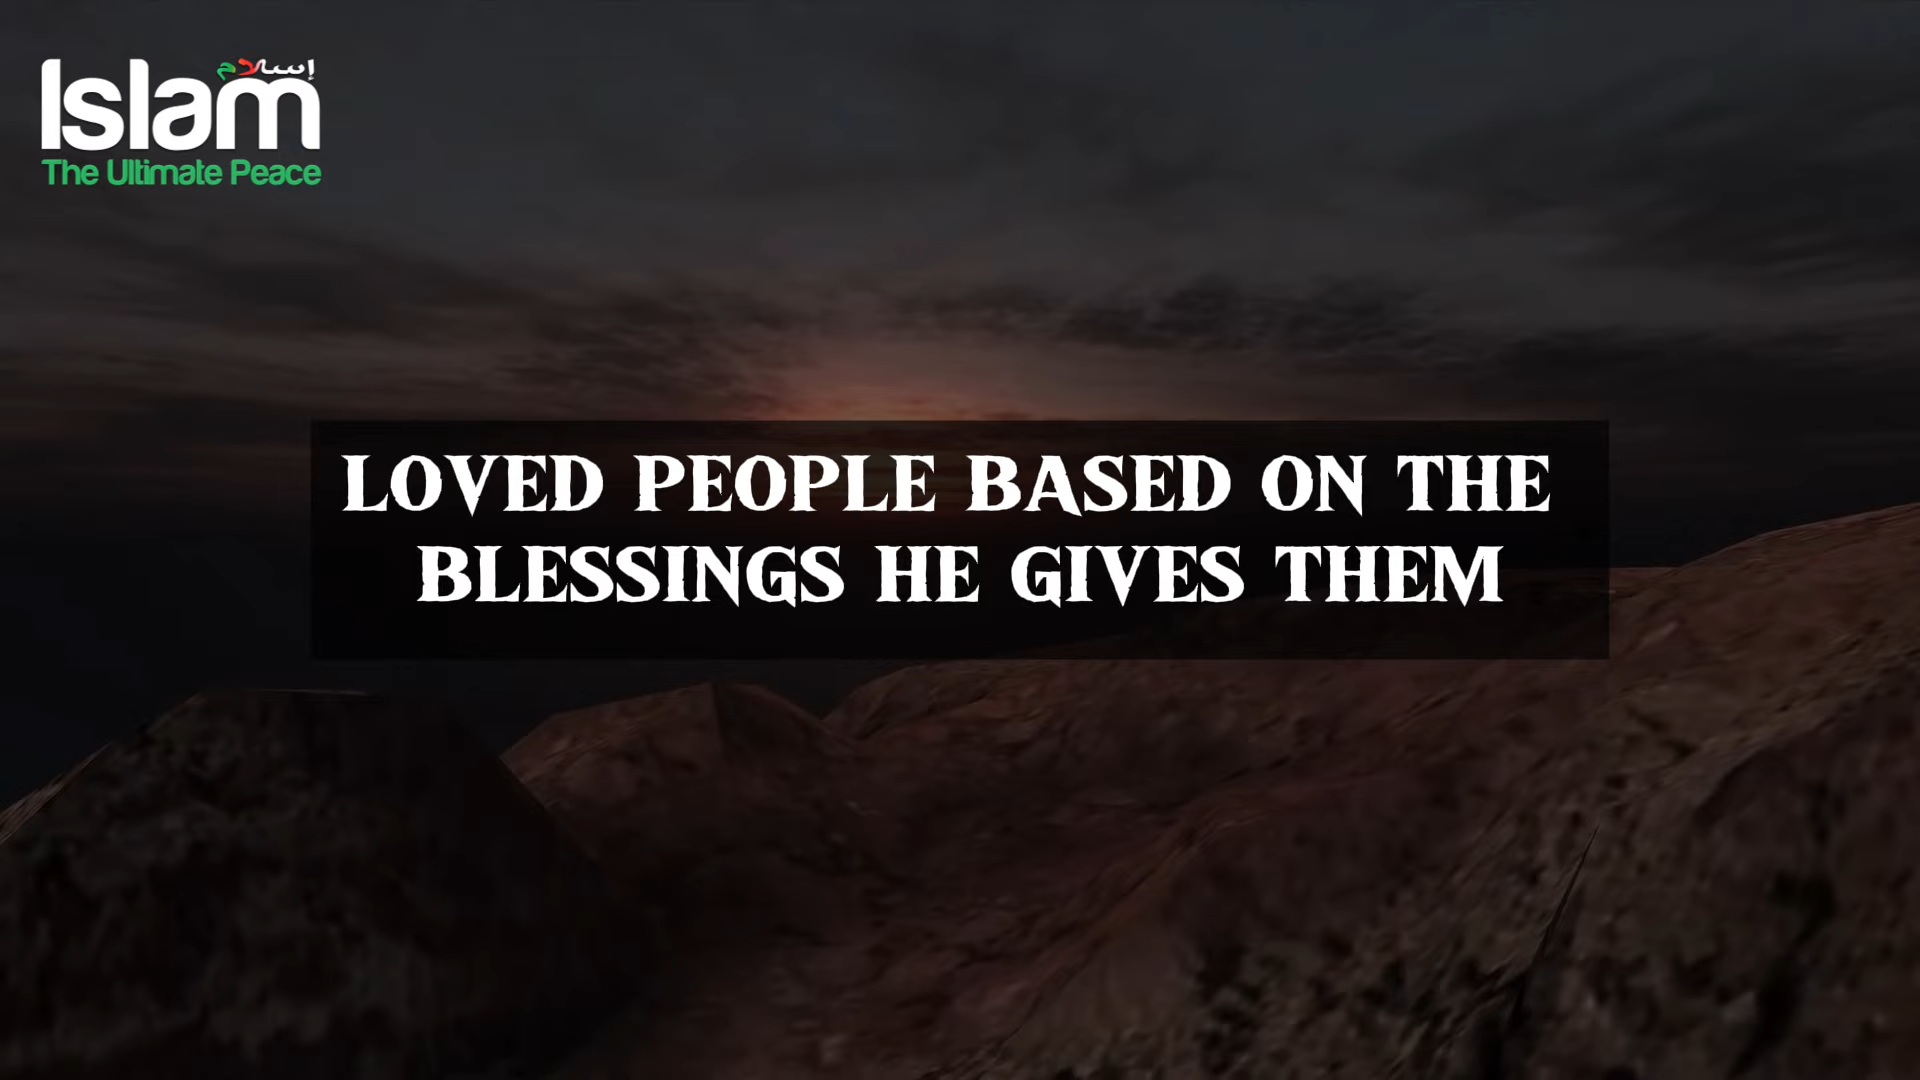 إسلام
Islam
The Ultimate Peace
LOVED PEOPLE BASED ON THE
BLESSINGS HE GIVES THEM